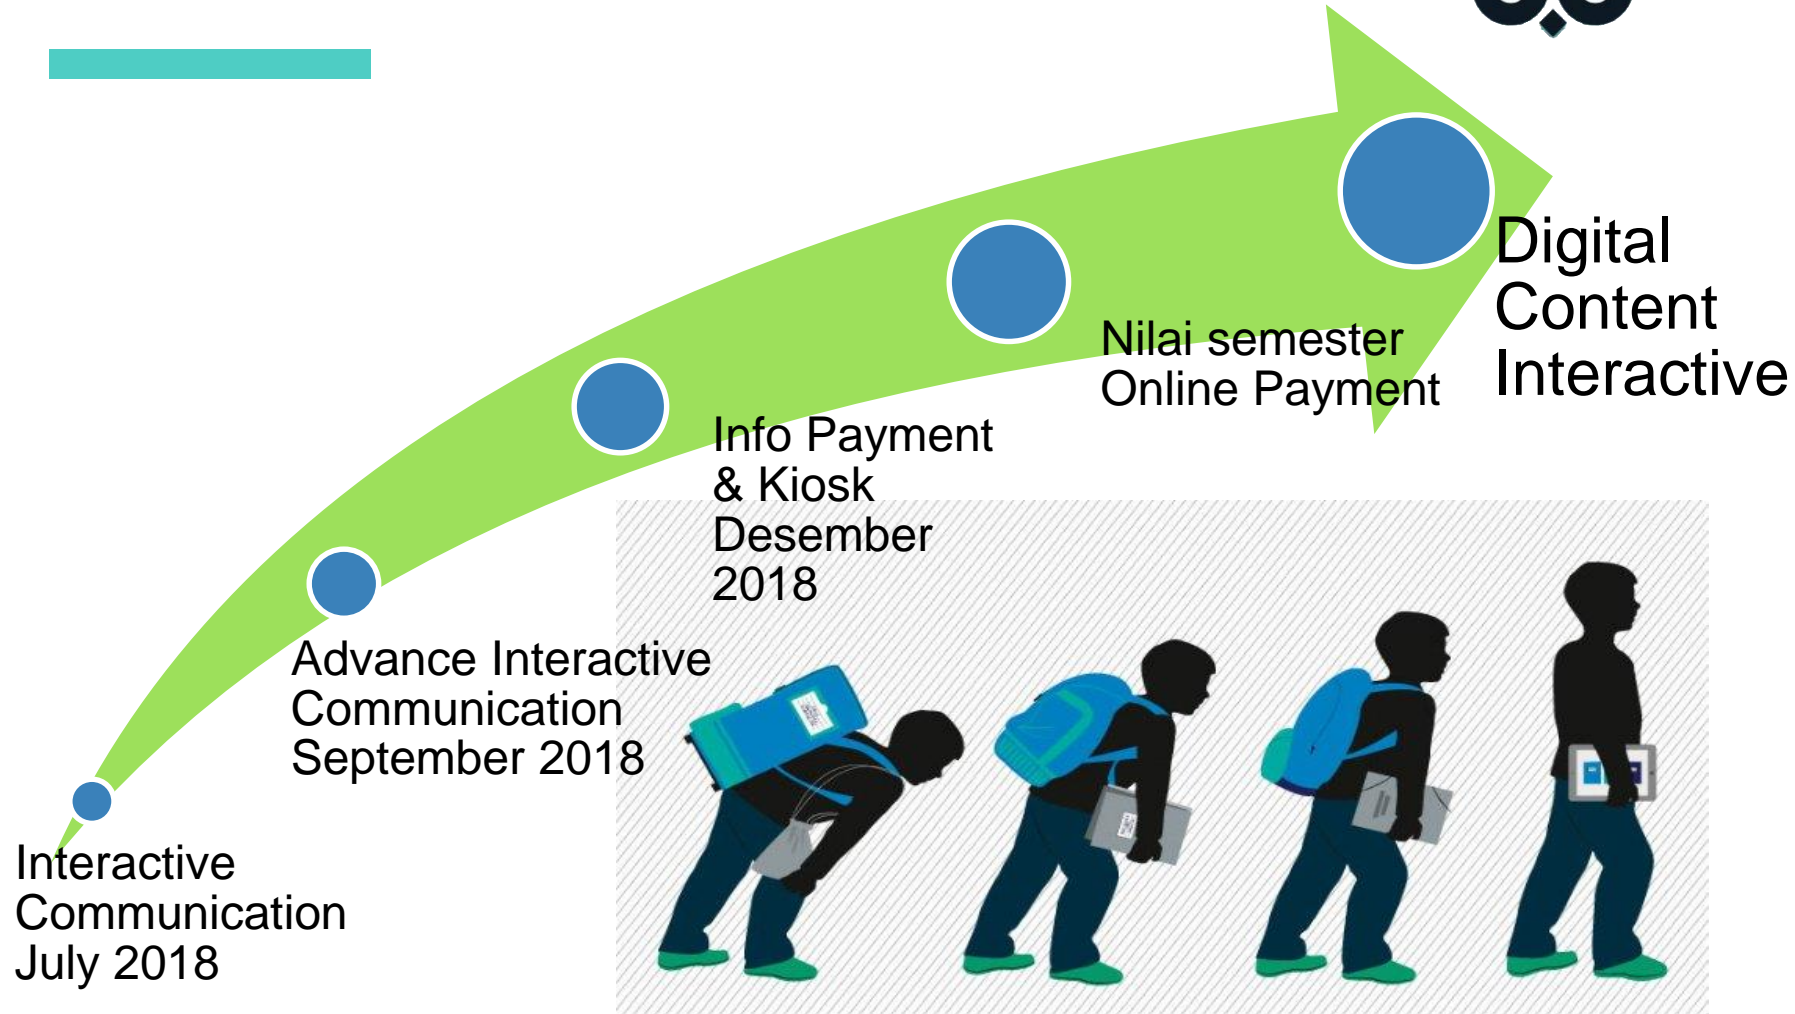 Interactive
Communication
July 2018
Advance Interactive
Communication
September 2018
Info Payment
& Kiosk
Desember
2018
Nilai semester
Online Payment
Digital
Content
Interactive